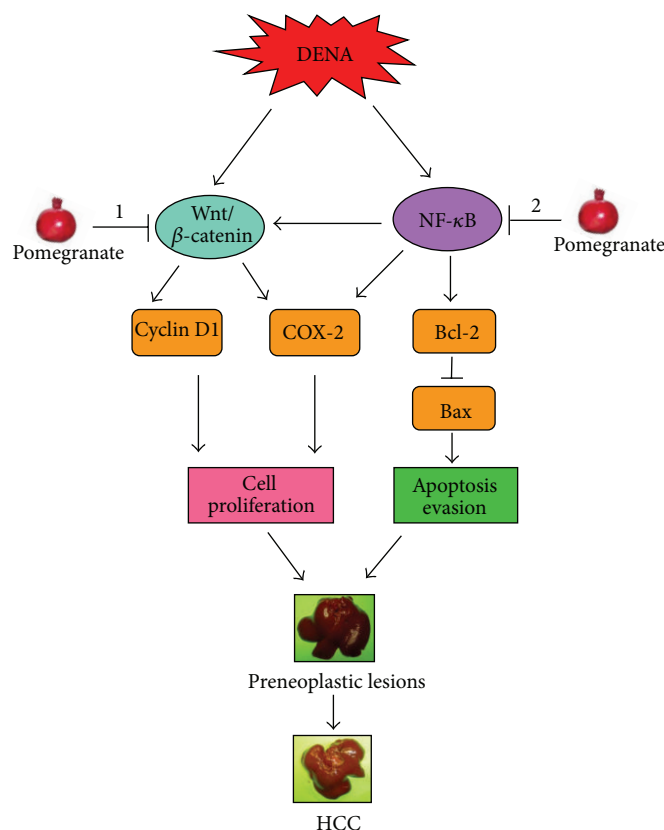 DENA
1
Pomegranate
Wnt/
β-catenin
NF-κB
2
Pomegranate
Cyclin D1
COX-2
Bcl-2
Bax
Cell
proliferation
Apoptosis
evasion
Preneoplastic lesions
HCC